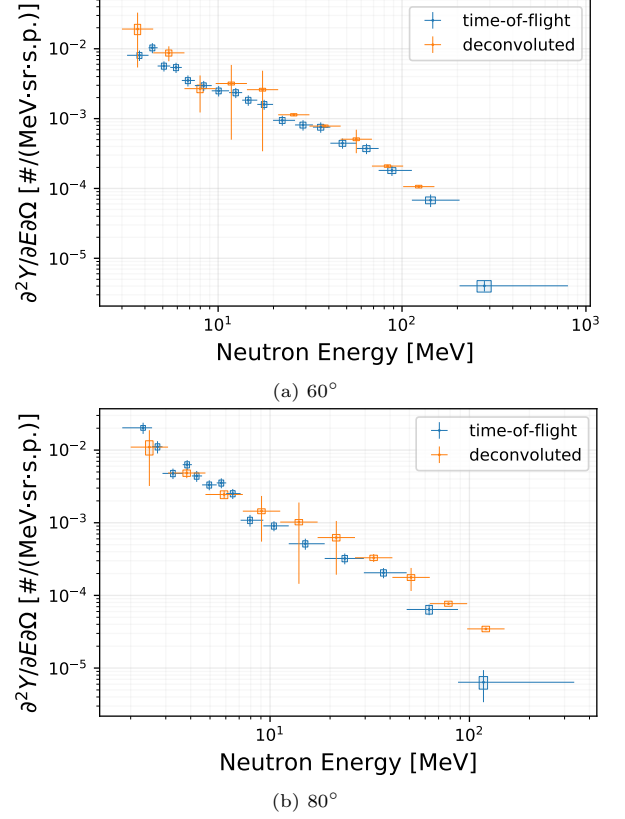 time-of-flight
deconvoluted
10⁻²
10⁻³
10⁻⁴
10⁻⁵
∂²Y/∂E∂Ω [#/(MeV·sr·s.p.)]
10¹ 10² 10³
Neutron Energy [MeV]
(a) 60°
time-of-flight
deconvoluted
10⁻²
10⁻³
10⁻⁴
10⁻⁵
∂²Y/∂E∂Ω [#/(MeV·sr·s.p.)]
10¹ 10²
Neutron Energy [MeV]
(b) 80°